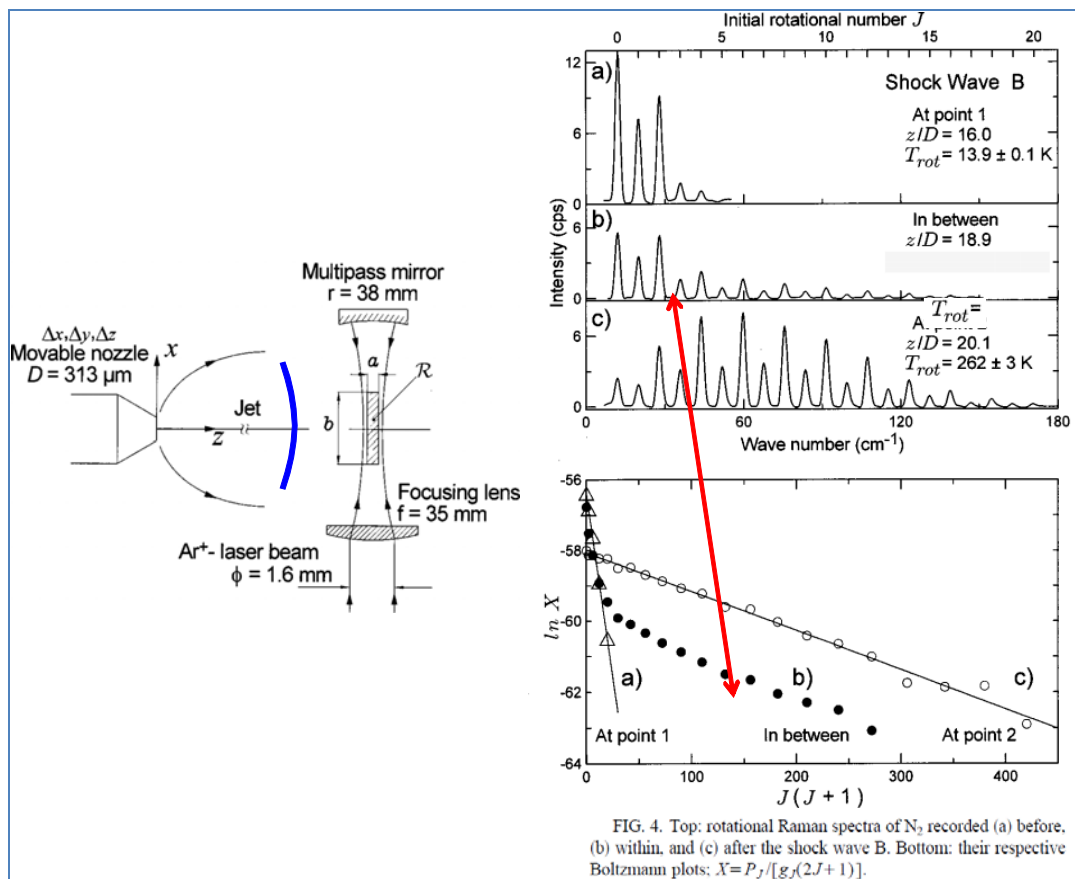 Multipass mirror
r = 38 mm
Δx,Δy,Δz
Movable nozzle
D = 313 µm
x
a
ℛ
b
Jet
z
Focusing lens
f = 35 mm
Ar⁺- laser beam
ϕ = 1.6 mm
Initial rotational number J
0 5 10 15 20
a)
Shock Wave B
At point 1
z/D = 16.0
T_rot = 13.9 ± 0.1 K
12
6
0
b)
In between
z/D = 18.9
6
0
Intensity (cps)
c)
T_rot =
z/D = 20.1
T_rot = 262 ± 3 K
6
0
0 60 120 180
Wave number (cm⁻¹)
-56
-58
-60
-62
-64
ln X
a)
b)
c)
At point 1
In between
At point 2
0 100 200 300 400
J (J + 1)
FIG. 4. Top: rotational Raman spectra of N₂ recorded (a) before,
(b) within, and (c) after the shock wave B. Bottom: their respective
Boltzmann plots; X=P_J/[g_J(2J+1)].